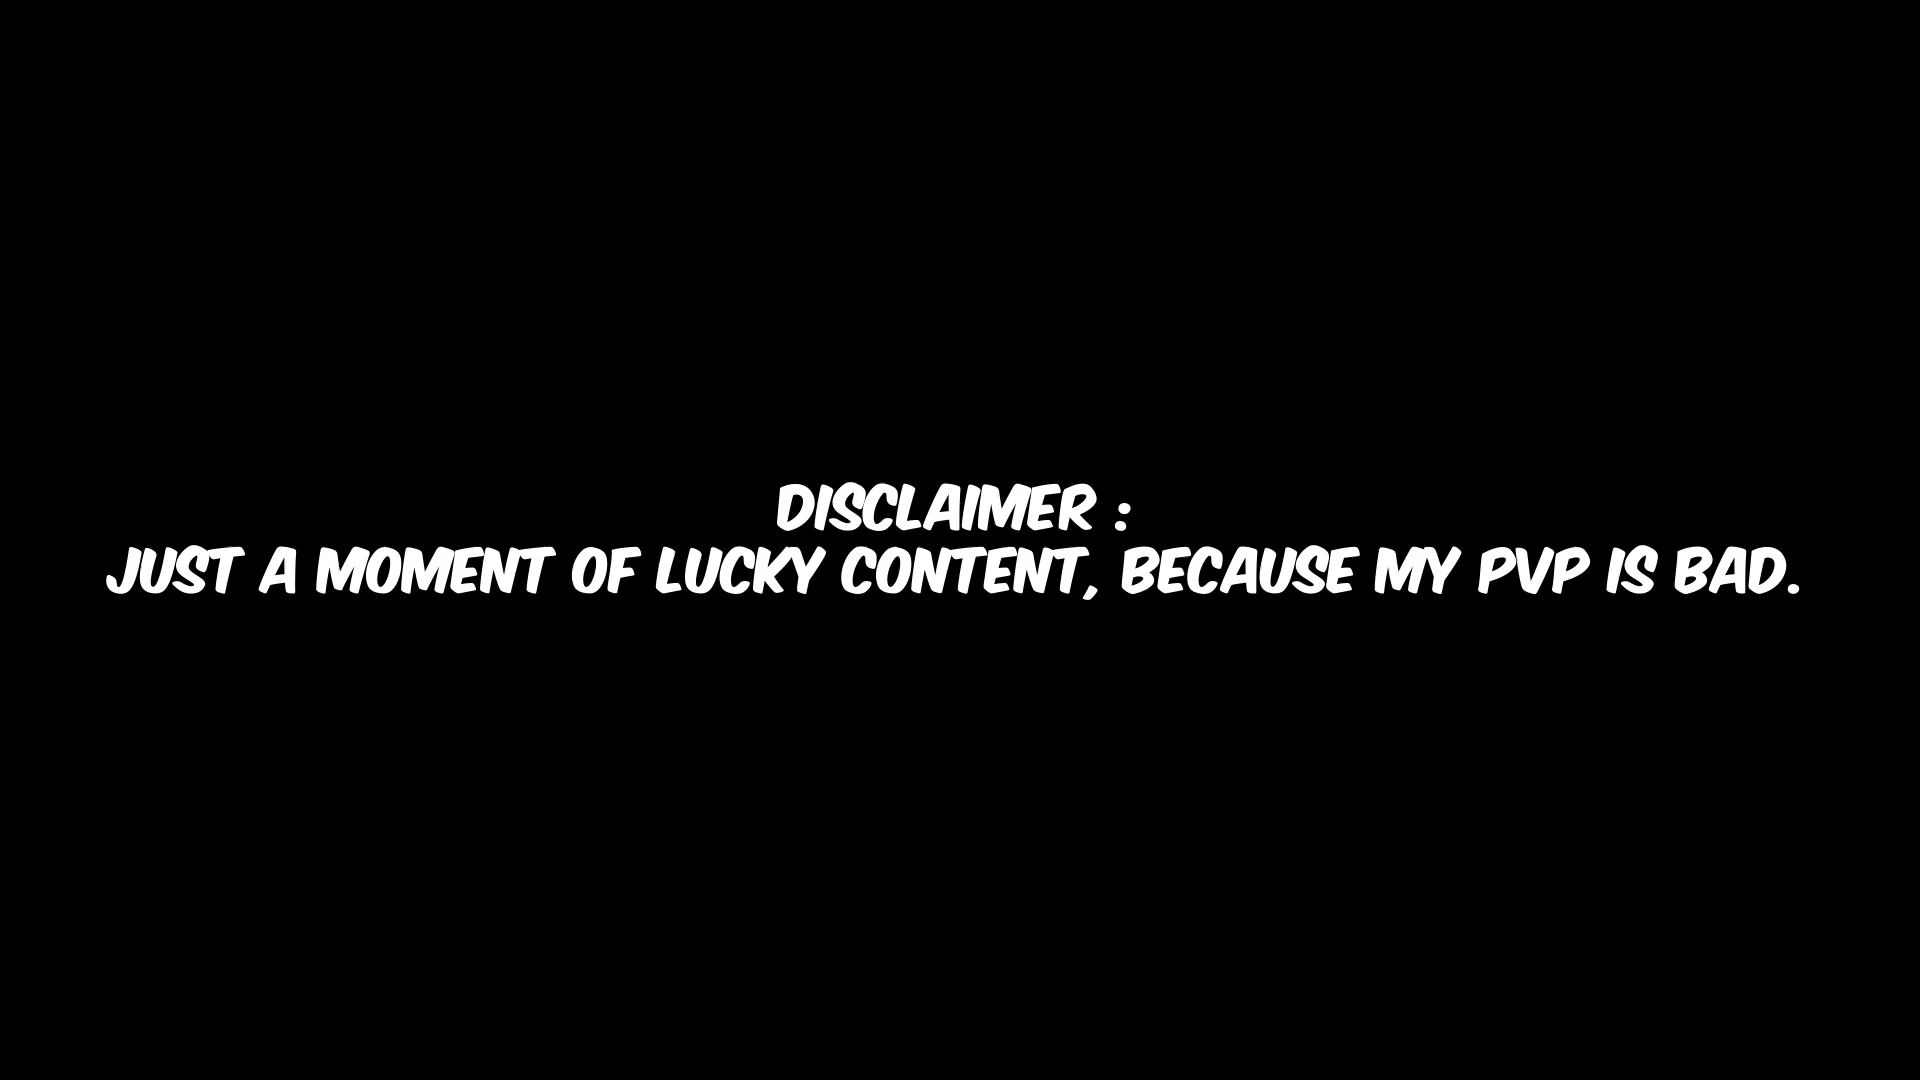 DISCLAIMER :
JUST A MOMENT OF LUCKY CONTENT, BECAUSE MY PVP IS BAD.